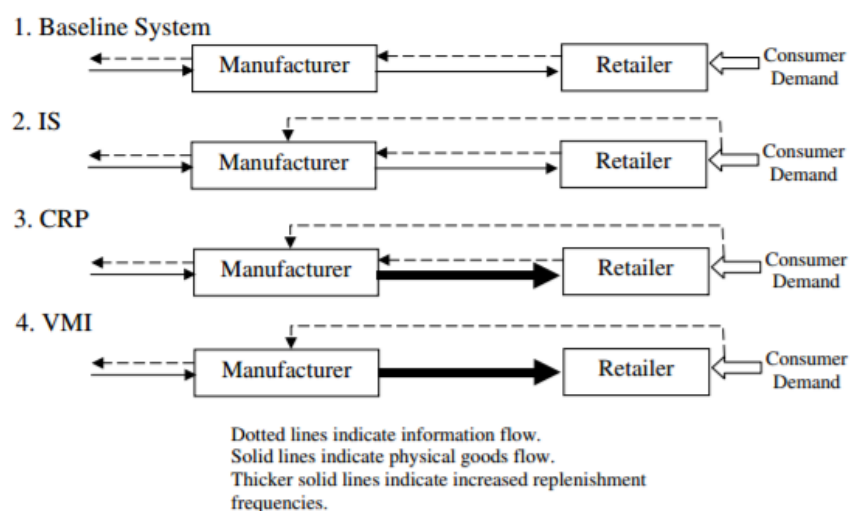 1. Baseline System
Manufacturer
Retailer
Consumer
Demand
2. IS
Manufacturer
Retailer
Consumer
Demand
3. CRP
Manufacturer
Retailer
Consumer
Demand
4. VMI
Manufacturer
Retailer
Consumer
Demand
Dotted lines indicate information flow.
Solid lines indicate physical goods flow.
Thicker solid lines indicate increased replenishment
frequencies.